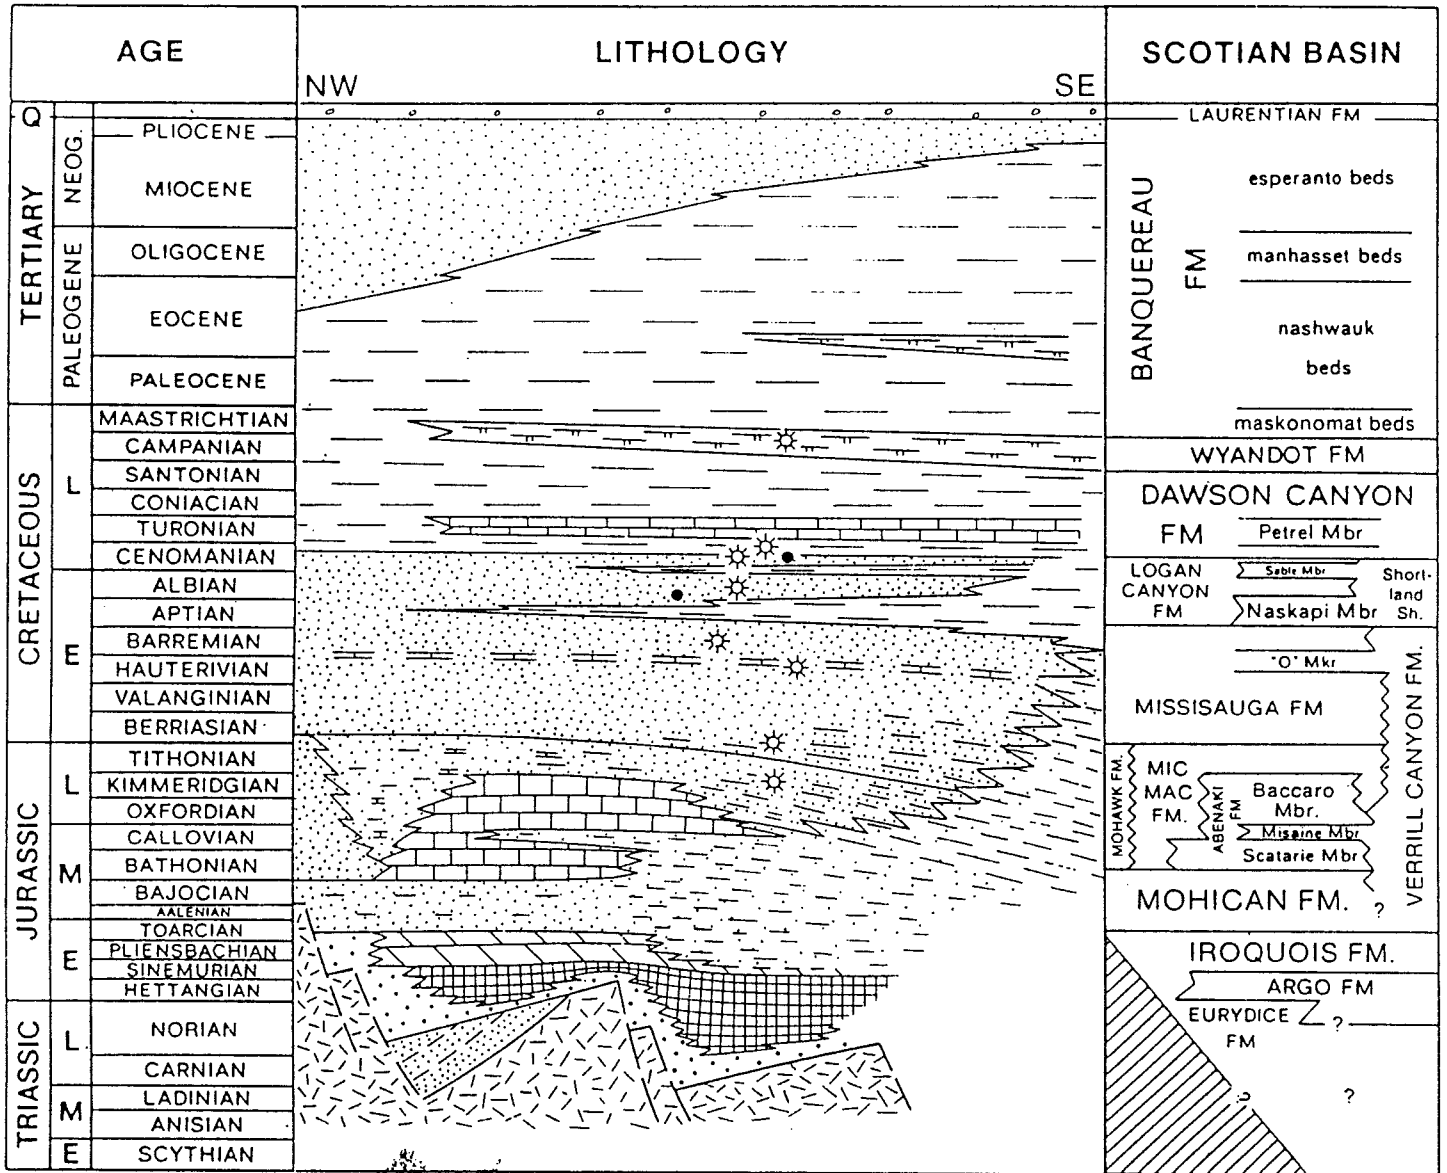 AGE
LITHOLOGY
SCOTIAN BASIN
NW
SE
Q
TERTIARY
NEOG.
PALEOGENE
PLIOCENE
MIOCENE
OLIGOCENE
EOCENE
PALEOCENE
CRETACEOUS
L
E
MAASTRICHTIAN
CAMPANIAN
SANTONIAN
CONIACIAN
TURONIAN
CENOMANIAN
ALBIAN
APTIAN
BARREMIAN
HAUTERIVIAN
VALANGINIAN
BERRIASIAN
JURASSIC
L
M
E
TITHONIAN
KIMMERIDGIAN
OXFORDIAN
CALLOVIAN
BATHONIAN
BAJOCIAN
AALENIAN
TOARCIAN
PLIENSBACHIAN
SINEMURIAN
HETTANGIAN
TRIASSIC
L
M
E
NORIAN
CARNIAN
LADINIAN
ANISIAN
SCYTHIAN
LAURENTIAN FM
BANQUEREAU
FM
esperanto beds
manhasset beds
nashwauk
beds
maskonomat beds
WYANDOT FM
DAWSON CANYON
FM
Petrel Mbr
LOGAN
CANYON
FM
Sable Mbr
Naskapi Mbr
Short-
land
Sh.
"O" Mkr
MISSISAUGA FM
VERRILL CANYON FM.
MOHAWK FM.
MIC
MAC
FM.
ABENAKI
FM
Baccaro
Mbr.
Misaine Mbr
Scatarie Mbr
MOHICAN FM.
?
IROQUOIS FM.
ARGO FM
EURYDICE
FM
?
?
?